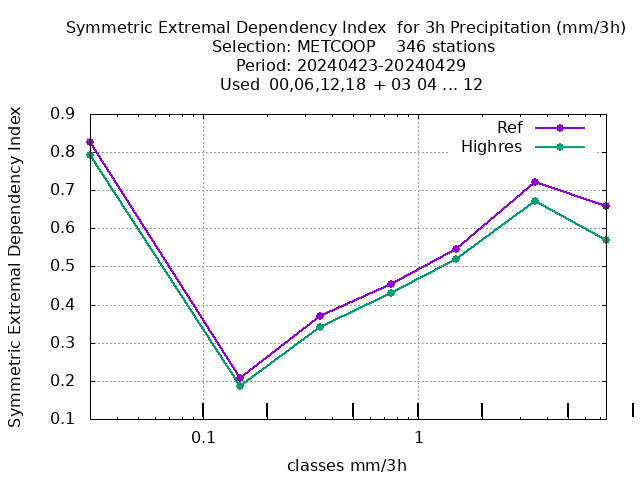 Symmetric Extremal Dependency Index  for 3h Precipitation (mm/3h)
Selection: METCOOP    346 stations
Period: 20240423-20240429
Used  00,06,12,18  + 03 04 ... 12
Symmetric Extremal Dependency Index
0.9
0.8
0.7
0.6
0.5
0.4
0.3
0.2
0.1
Ref
Highres
0.1
1
classes mm/3h